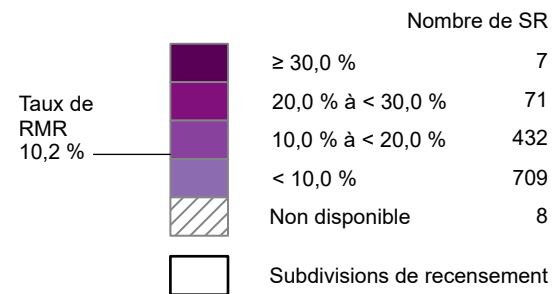 Nombre de SR
≥ 30,0 % 7
20,0 % à < 30,0 % 71
Taux de
RMR
10,2 %
10,0 % à < 20,0 % 432
< 10,0 % 709
Non disponible 8
Subdivisions de recensement